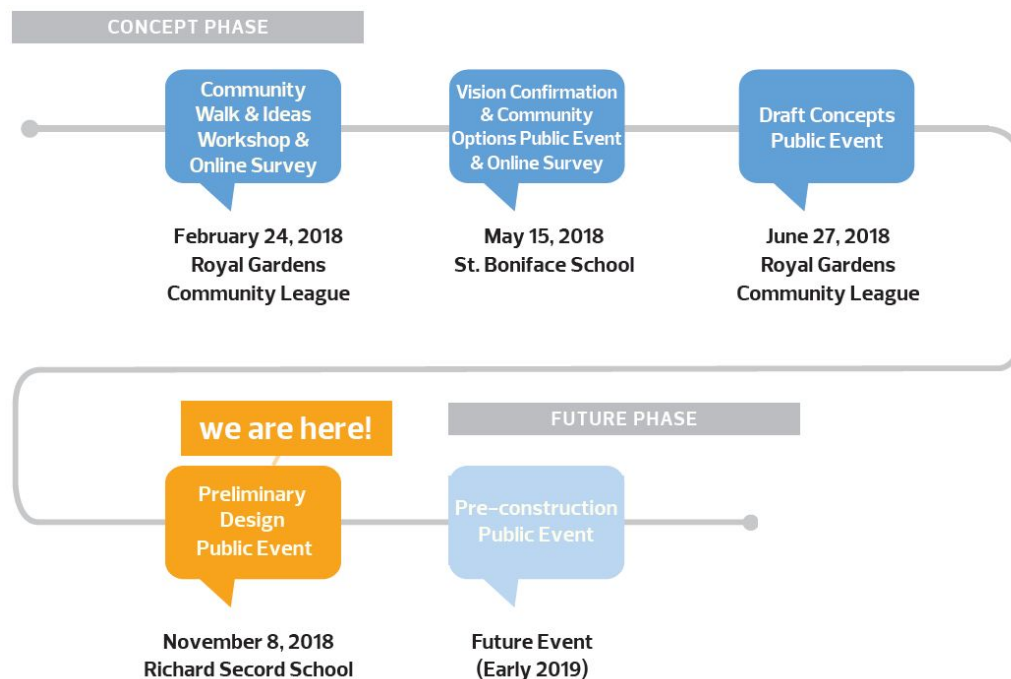 CONCEPT PHASE
Community
Walk & Ideas
Workshop &
Online Survey
Vision Confirmation
& Community
Options Public Event
& Online Survey
Draft Concepts
Public Event
February 24, 2018
Royal Gardens
Community League
May 15, 2018
St. Boniface School
June 27, 2018
Royal Gardens
Community League
we are here!
FUTURE PHASE
Preliminary
Design
Public Event
Pre-construction
Public Event
November 8, 2018
Richard Secord School
Future Event
(Early 2019)